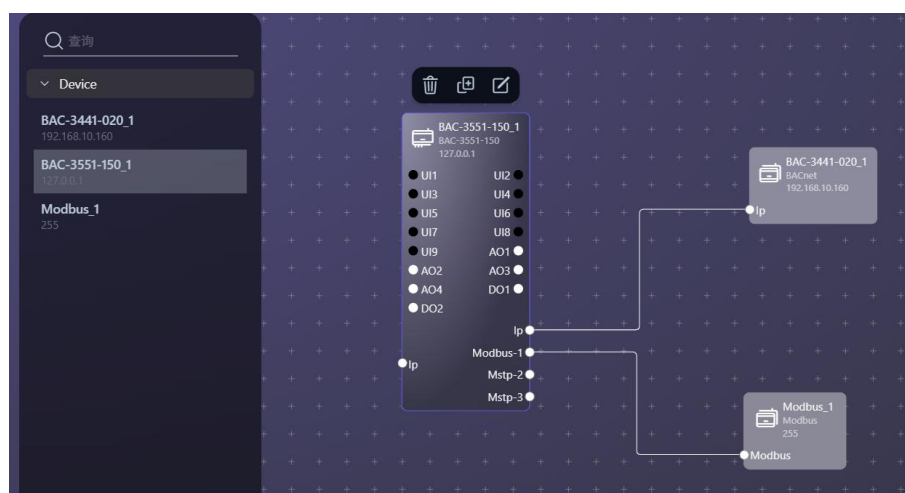 查询
Device
BAC-3441-020_1
192.168.10.160
BAC-3551-150_1
127.0.0.1
Modbus_1
255
BAC-3551-150_1
BAC-3551-150
127.0.0.1
UI1 UI2
UI3 UI4
UI5 UI6
UI7 UI8
UI9 AO1
AO2 AO3
AO4 DO1
DO2
Ip
Modbus-1
Ip
Mstp-2
Mstp-3
BAC-3441-020_1
BACnet
192.168.10.160
Ip
Modbus_1
Modbus
255
Modbus